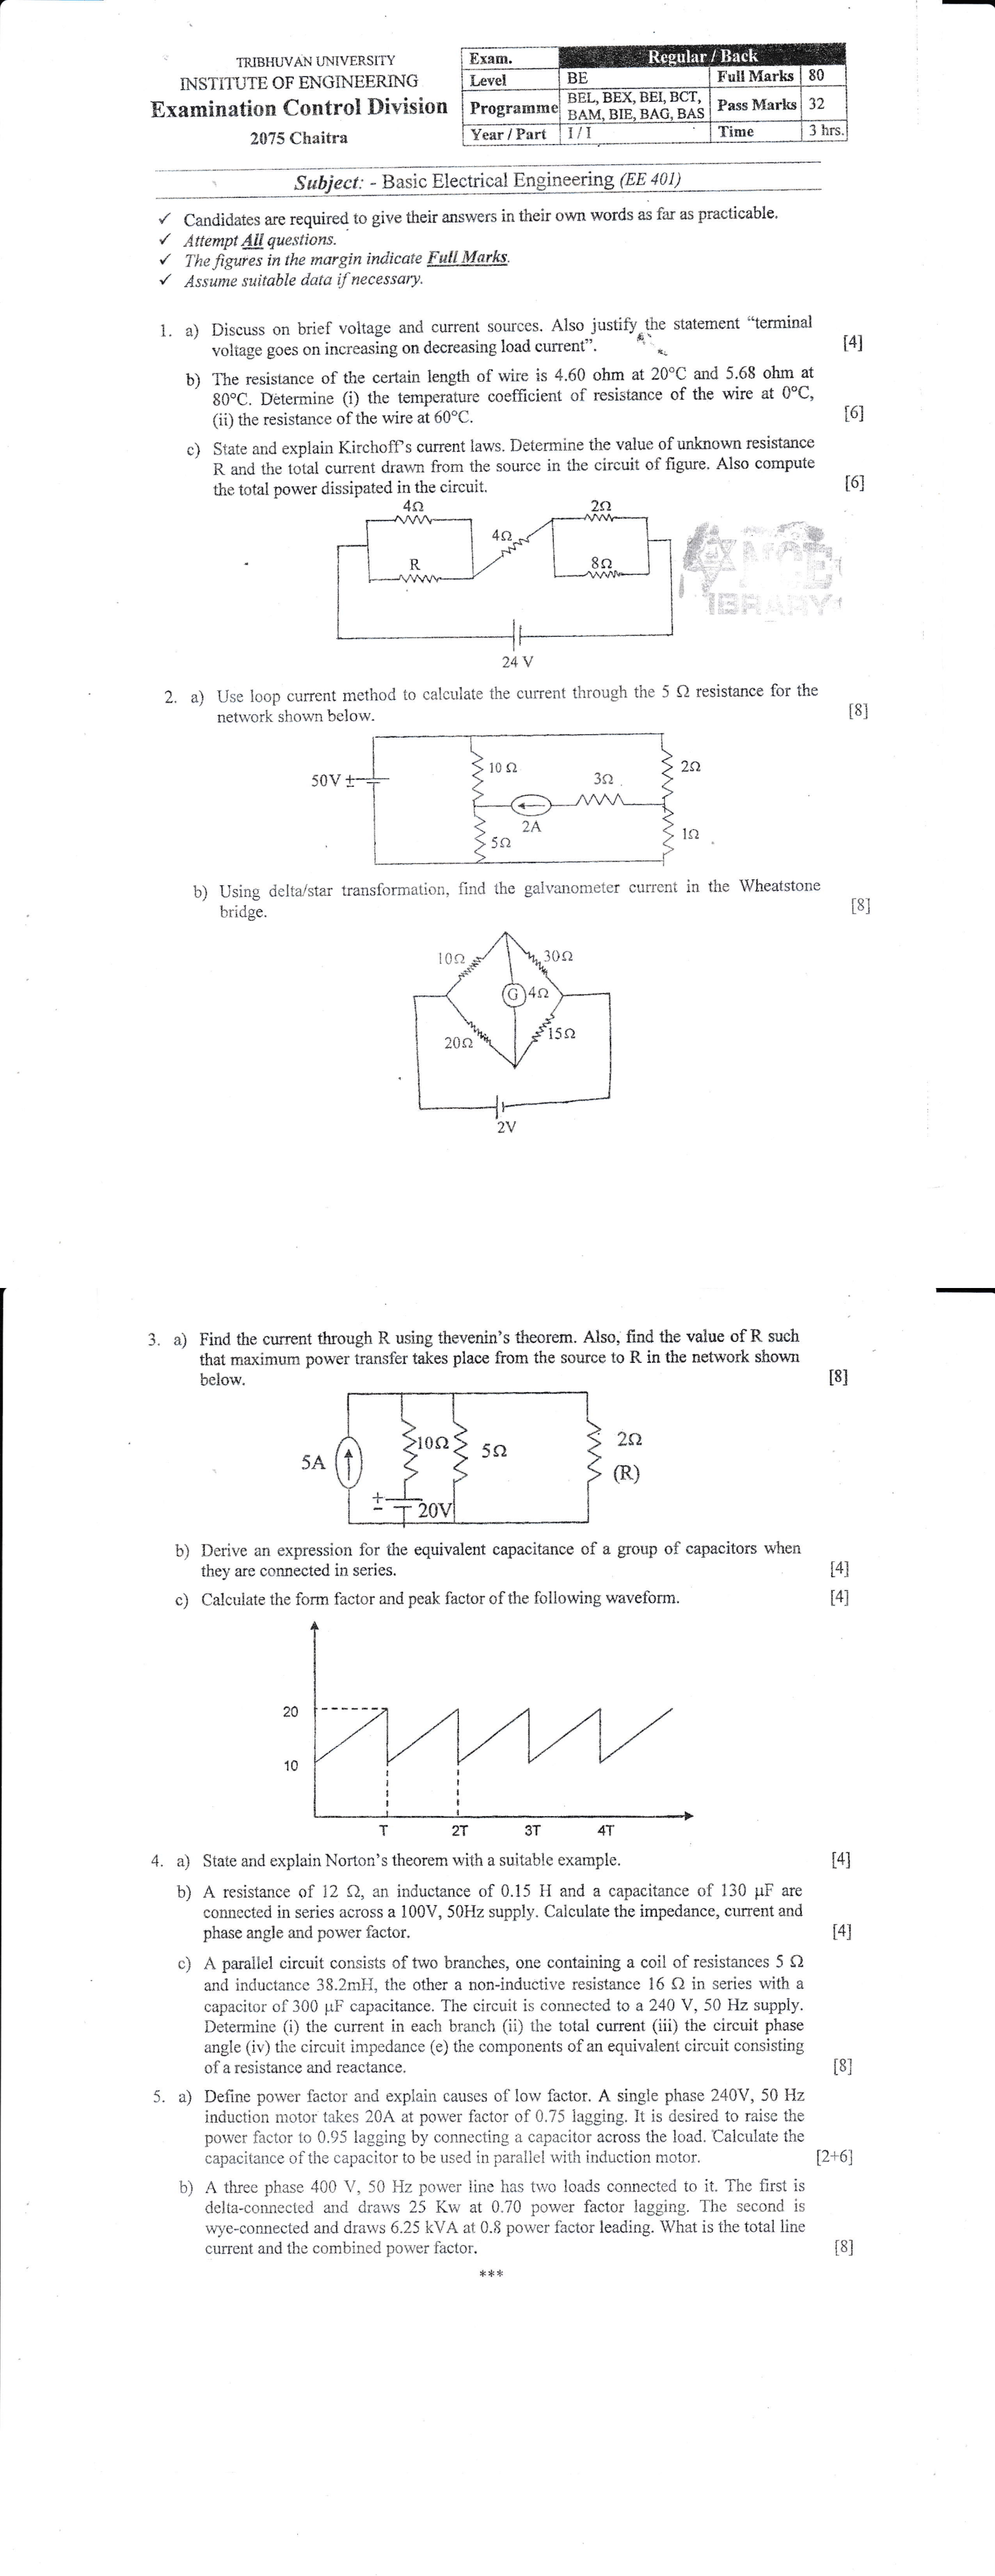 TRIBHUVAN UNIVERSITY
INSTITUTE OF ENGINEERING
Examination Control Division
2075 Chaitra
Exam. Regular / Back
Level BE Full Marks 80
Programme BEL, BEX, BEI, BCT, BAM, BIE, BAG, BAS Pass Marks 32
Year / Part I / I Time 3 hrs.
Subject: - Basic Electrical Engineering (EE 401)
✓ Candidates are required to give their answers in their own words as far as practicable.
✓ Attempt All questions.
✓ The figures in the margin indicate Full Marks.
✓ Assume suitable data if necessary.
1. a) Discuss on brief voltage and current sources. Also justify the statement “terminal
voltage goes on increasing on decreasing load current”. [4]
b) The resistance of the certain length of wire is 4.60 ohm at 20°C and 5.68 ohm at
80°C. Determine (i) the temperature coefficient of resistance of the wire at 0°C,
(ii) the resistance of the wire at 60°C. [6]
c) State and explain Kirchoff's current laws. Determine the value of unknown resistance
R and the total current drawn from the source in the circuit of figure. Also compute
the total power dissipated in the circuit. [6]
4Ω 2Ω
4Ω
R 8Ω
IBRARY
24 V
2. a) Use loop current method to calculate the current through the 5 Ω resistance for the
network shown below. [8]
10 Ω 2Ω
50V ± 3Ω
2A
5Ω 1Ω
b) Using delta/star transformation, find the galvanometer current in the Wheatstone
bridge. [8]
10Ω 30Ω
G 4Ω
20Ω 15Ω
2V
3. a) Find the current through R using thevenin's theorem. Also, find the value of R such
that maximum power transfer takes place from the source to R in the network shown
below. [8]
10Ω 5Ω 2Ω
5A (R)
± 20V
b) Derive an expression for the equivalent capacitance of a group of capacitors when
they are connected in series. [4]
c) Calculate the form factor and peak factor of the following waveform. [4]
20
10
T 2T 3T 4T
4. a) State and explain Norton's theorem with a suitable example. [4]
b) A resistance of 12 Ω, an inductance of 0.15 H and a capacitance of 130 μF are
connected in series across a 100V, 50Hz supply. Calculate the impedance, current and
phase angle and power factor. [4]
c) A parallel circuit consists of two branches, one containing a coil of resistances 5 Ω
and inductance 38.2mH, the other a non-inductive resistance 16 Ω in series with a
capacitor of 300 μF capacitance. The circuit is connected to a 240 V, 50 Hz supply.
Determine (i) the current in each branch (ii) the total current (iii) the circuit phase
angle (iv) the circuit impedance (e) the components of an equivalent circuit consisting
of a resistance and reactance. [8]
5. a) Define power factor and explain causes of low factor. A single phase 240V, 50 Hz
induction motor takes 20A at power factor of 0.75 lagging. It is desired to raise the
power factor to 0.95 lagging by connecting a capacitor across the load. Calculate the
capacitance of the capacitor to be used in parallel with induction motor. [2+6]
b) A three phase 400 V, 50 Hz power line has two loads connected to it. The first is
delta-connected and draws 25 Kw at 0.70 power factor lagging. The second is
wye-connected and draws 6.25 kVA at 0.8 power factor leading. What is the total line
current and the combined power factor. [8]
***